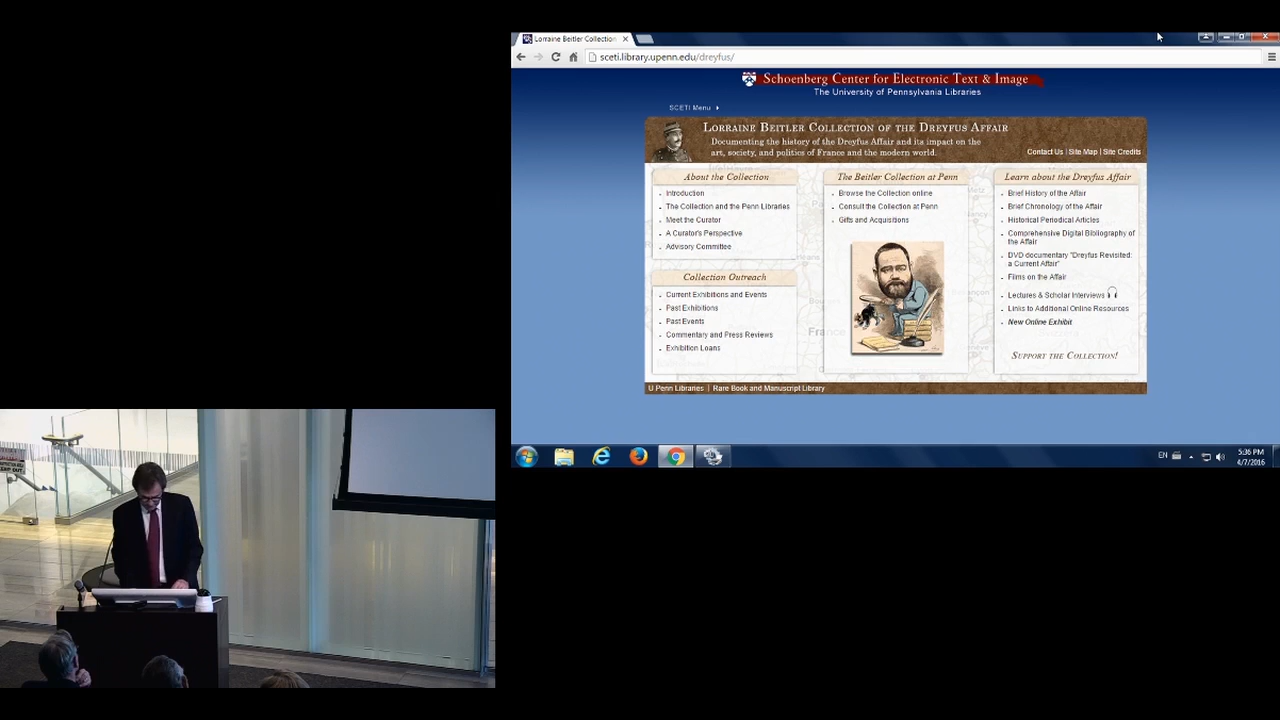 Lorraine Beitler Collection
sceti.library.upenn.edu/dreyfus/
Schoenberg Center for Electronic Text & Image
The University of Pennsylvania Libraries
SCETI Menu
Lorraine Beitler Collection of the Dreyfus Affair
Documenting the history of the Dreyfus Affair and its impact on the
art, society, and politics of France and the modern world.
Contact Us | Site Map | Site Credits
About the Collection
Introduction
The Collection and the Penn Libraries
Meet the Curator
A Curator's Perspective
Advisory Committee
Collection Outreach
Current Exhibitions and Events
Past Exhibitions
Past Events
Commentary and Press Reviews
Exhibition Loans
The Beitler Collection at Penn
Browse the Collection online
Consult the Collection at Penn
Gifts and Acquisitions
France
Learn about the Dreyfus Affair
Brief History of the Affair
Brief Chronology of the Affair
Historical Periodical Articles
Comprehensive Digital Bibliography of
the Affair
DVD documentary "Dreyfus Revisited:
a Current Affair"
Films on the Affair
Lectures & Scholar Interviews
Links to Additional Online Resources
New Online Exhibit
Support the Collection!
U Penn Libraries | Rare Book and Manuscript Library
EN
5:36 PM
4/7/2016